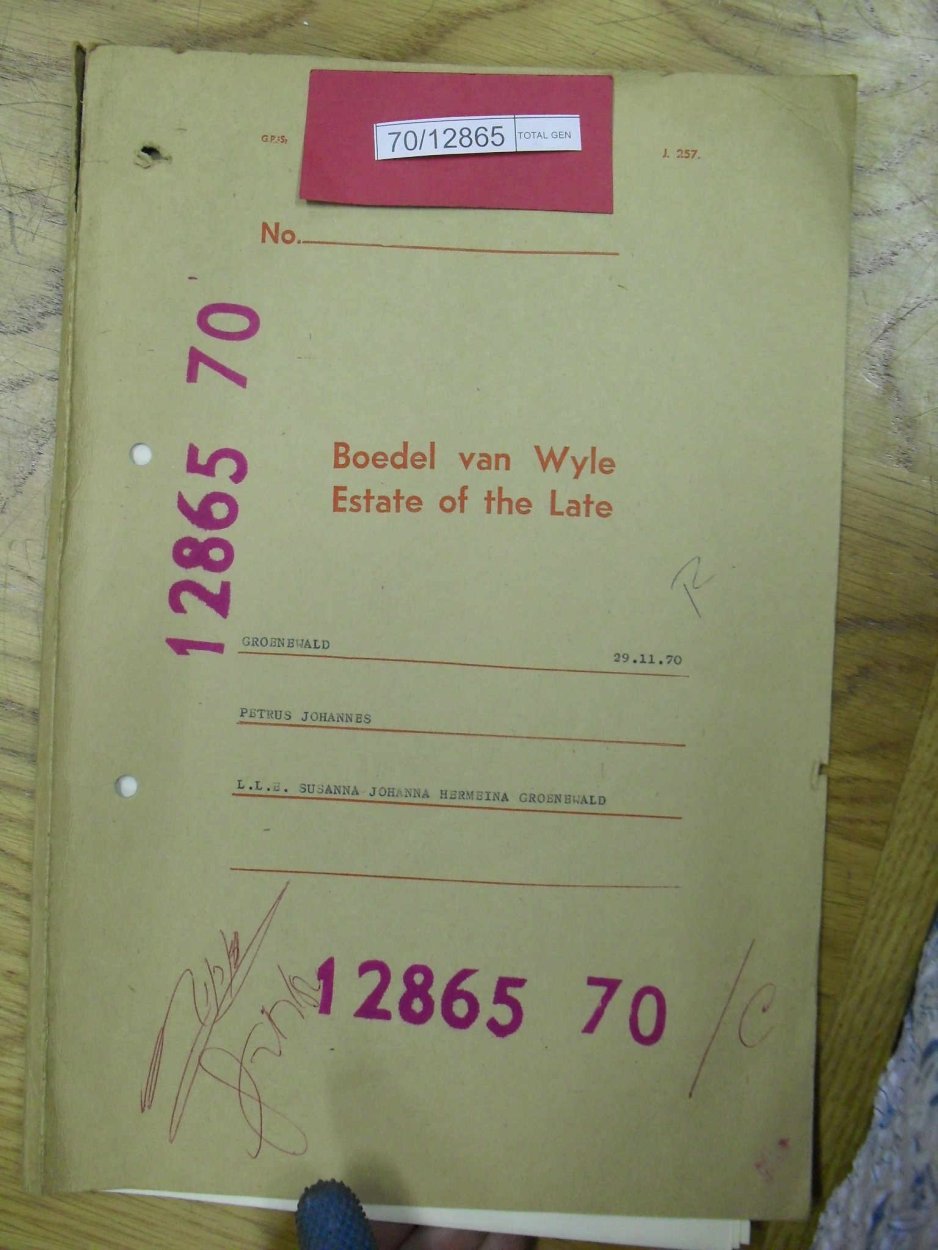 G.P.-S.
70/12865 TOTAL GEN
J. 257.
No.
12865 70
Boedel van Wyle
Estate of the Late
GROENEWALD 29.11.70
PETRUS JOHANNES
L.L.E. SUSANNA JOHANNA HERMEINA GROENEWALD
12865 70 /C